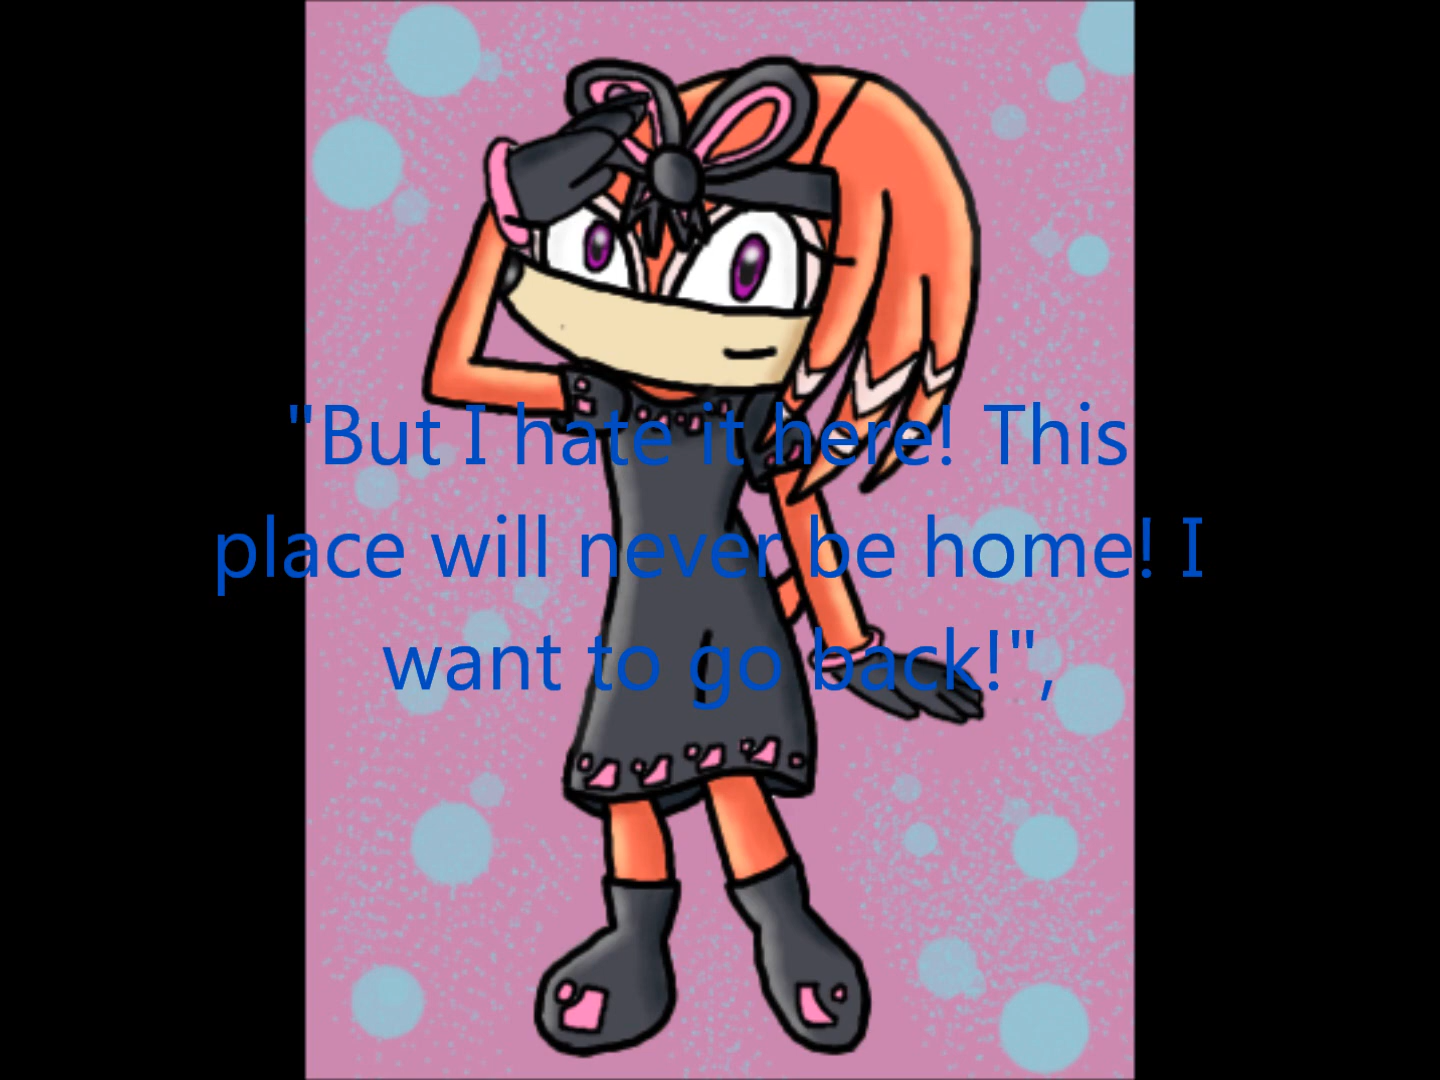 "But I hate it here! This
place will never be home! I
want to go back!",